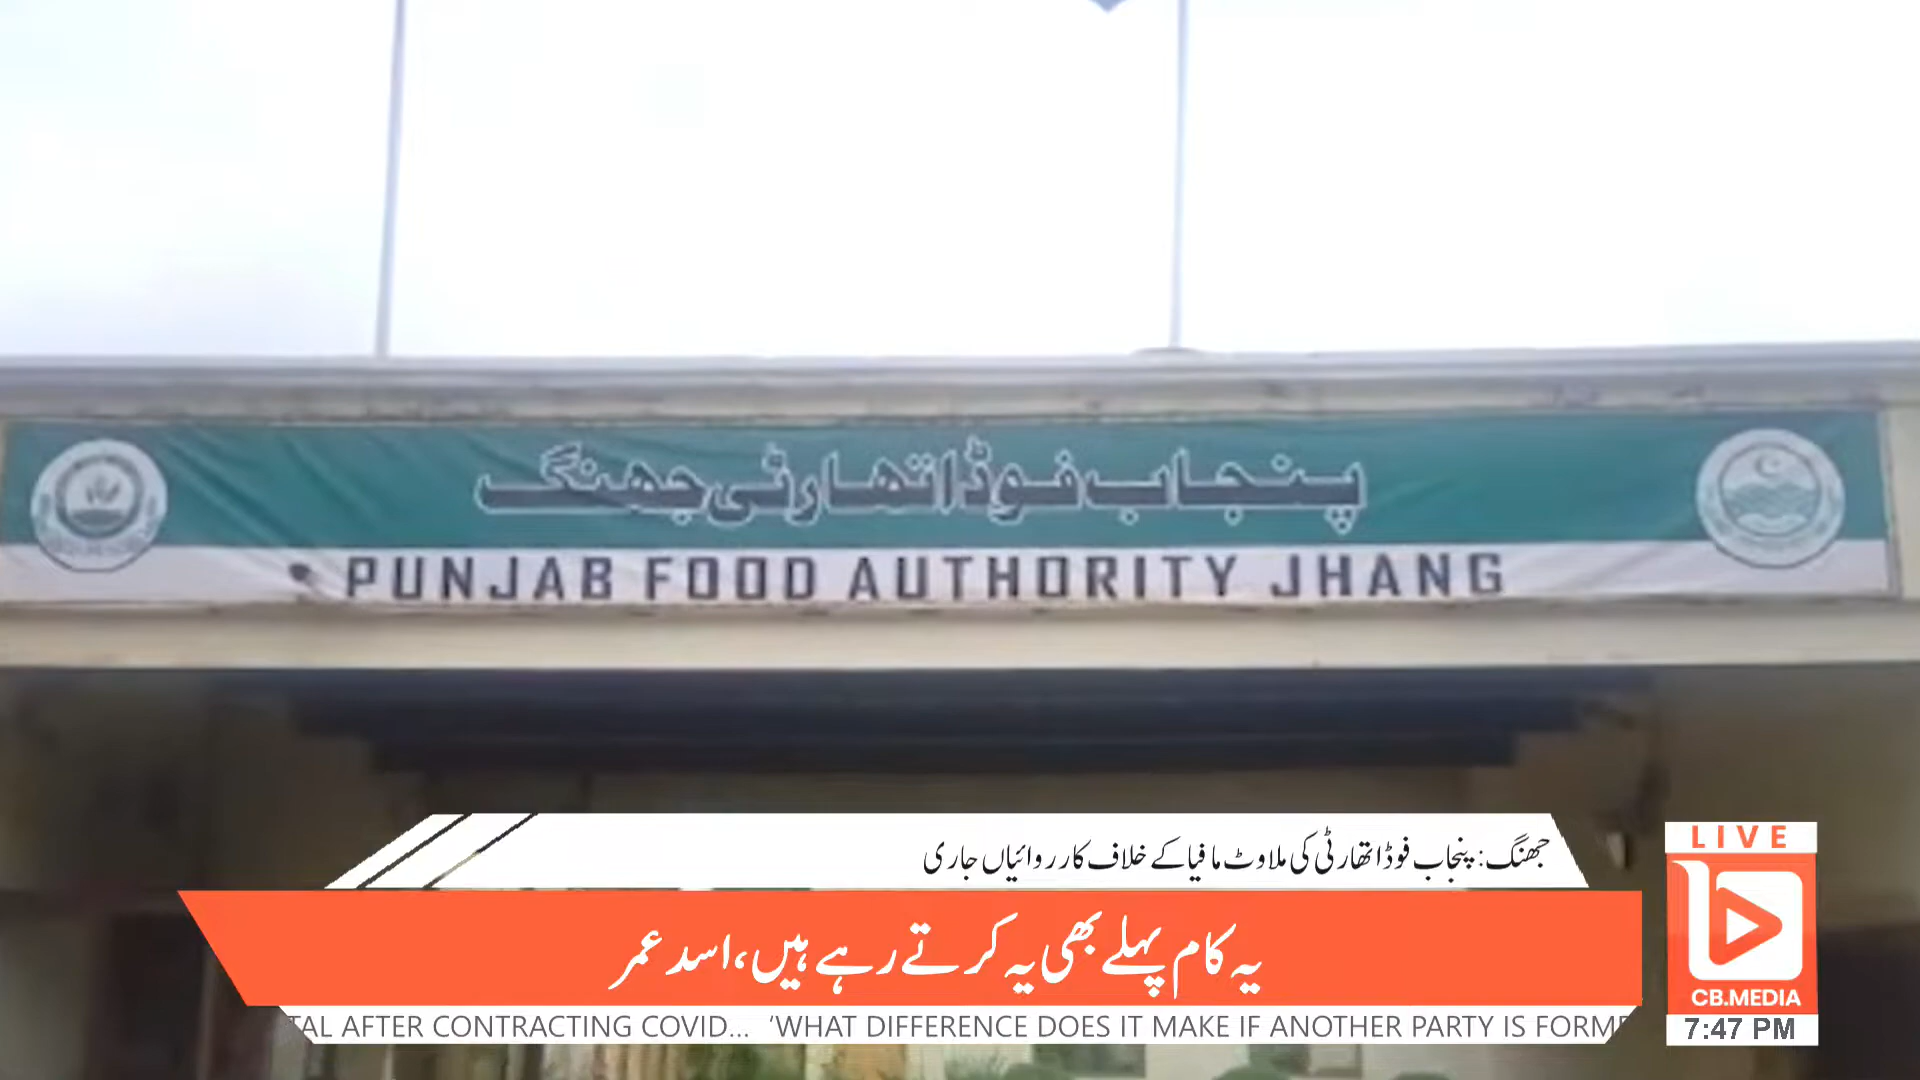 پنجاب فوڈ اتھارٹی جھنگ
PUNJAB FOOD AUTHORITY JHANG
جھنگ: پنجاب فوڈ اتھارٹی کی ملاوٹ مافیا کے خلاف کارروائیاں جاری
یہ کام پہلے بھی یہ کرتے رہے ہیں، اسد عمر
TAL AFTER CONTRACTING COVID... ‘WHAT DIFFERENCE DOES IT MAKE IF ANOTHER PARTY IS FORME
LIVE
CB.MEDIA
7:47 PM